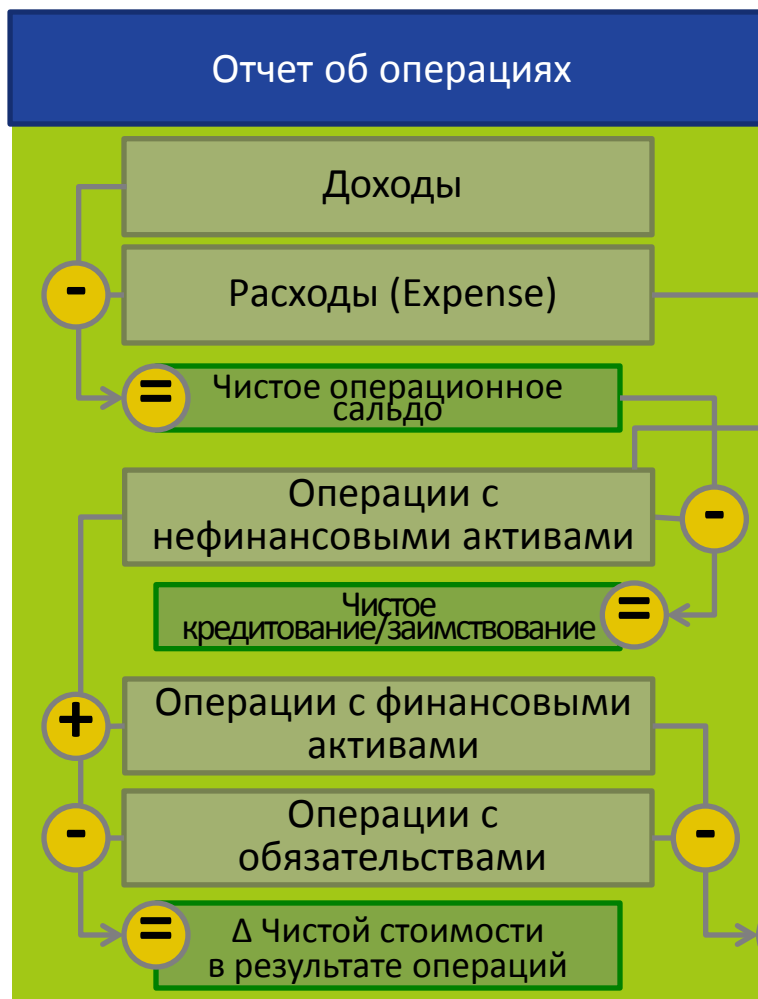 Отчет об операциях
Доходы
-
Расходы (Expense)
=
Чистое операционное
сальдо
Операции с
нефинансовыми активами
-
Чистое
кредитование/заимствование
=
+
Операции с финансовыми
активами
-
Операции с
обязательствами
-
=
Δ Чистой стоимости
в результате операций